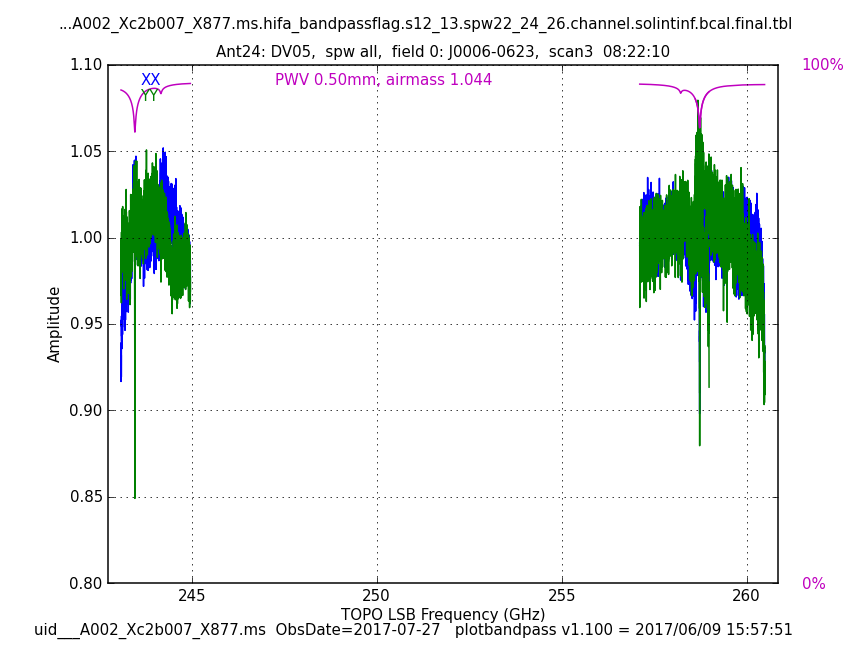 ...A002_Xc2b007_X877.ms.hifa_bandpassflag.s12_13.spw22_24_26.channel.solintinf.bcal.final.tbl
Ant24: DV05, spw all, field 0: J0006-0623, scan3 08:22:10
1.10
100%
XX
PWV 0.50mm, airmass 1.044
YY
1.05
1.00
0.95
0.90
0.85
0.80
0%
Amplitude
245
250
255
260
TOPO LSB Frequency (GHz)
uid___A002_Xc2b007_X877.ms ObsDate=2017-07-27 plotbandpass v1.100 = 2017/06/09 15:57:51